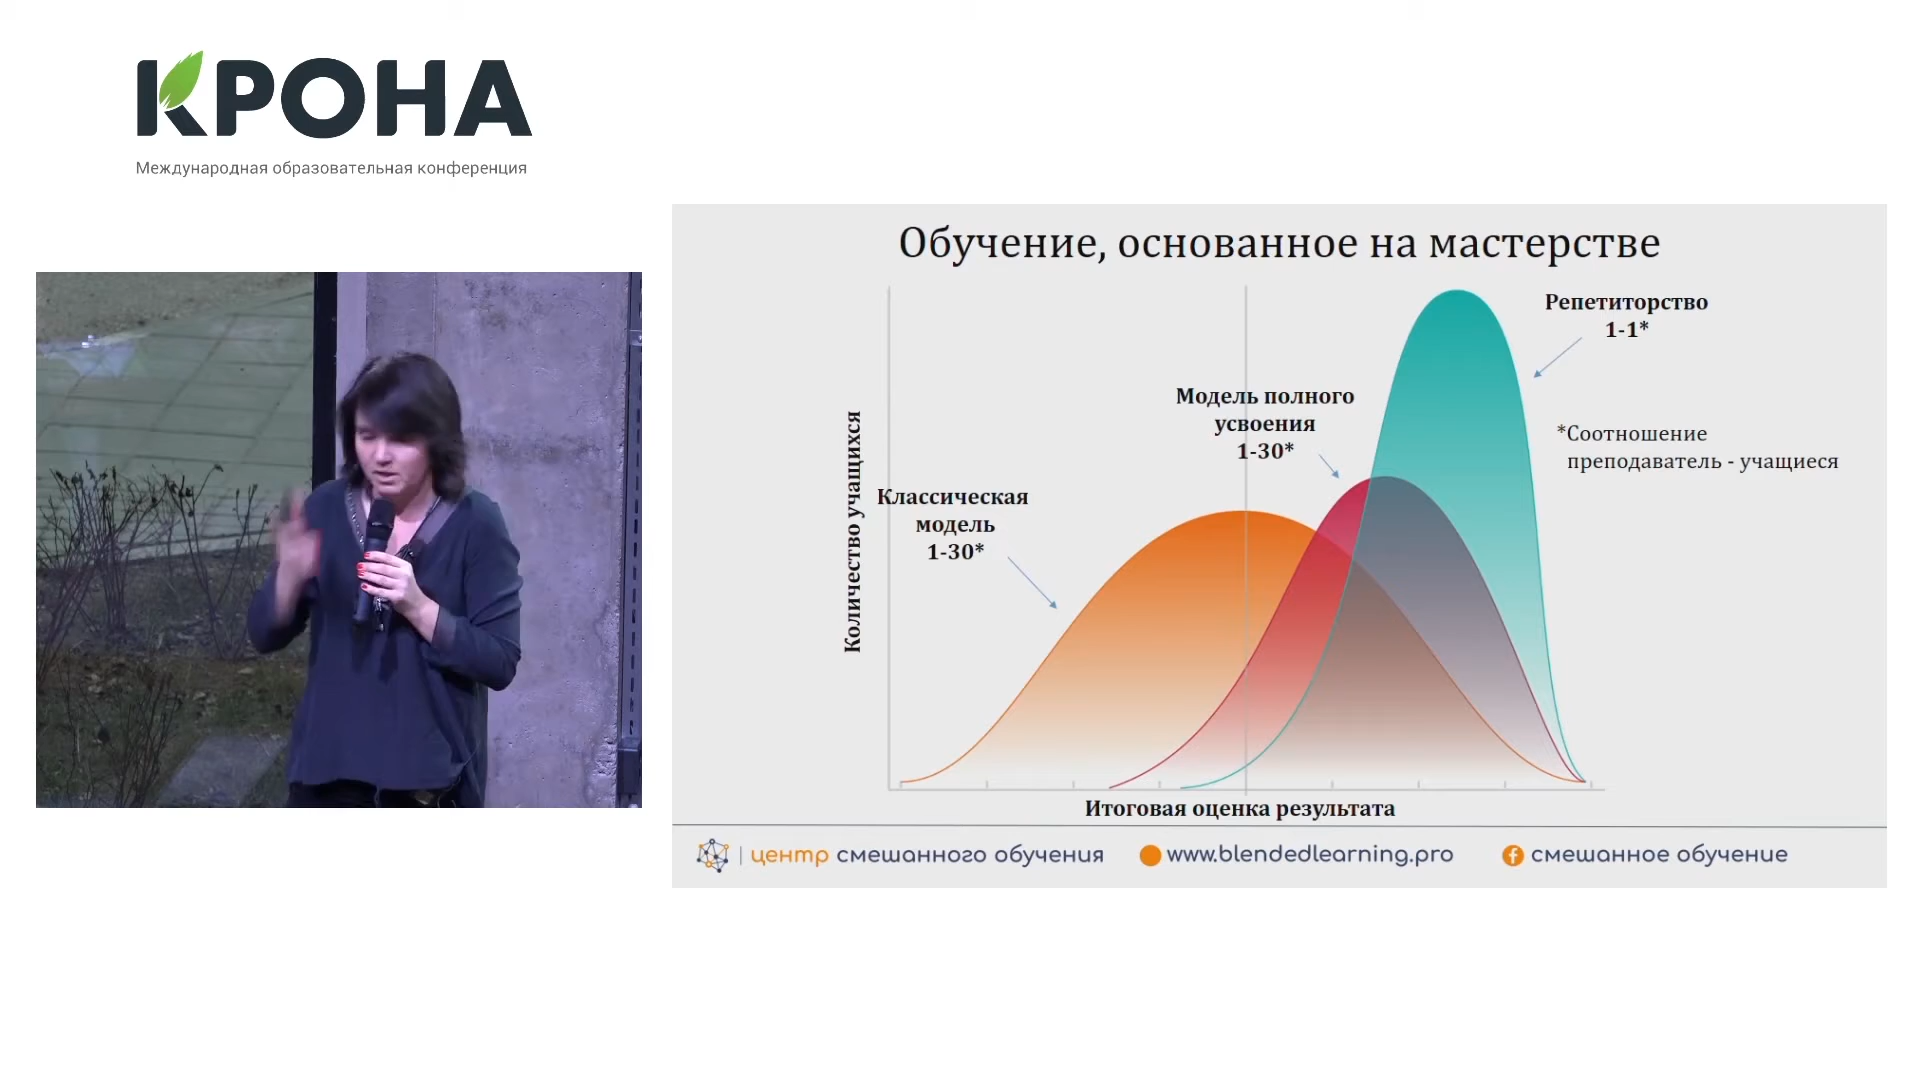 КРОНА
Международная образовательная конференция
Обучение, основанное на мастерстве
Репетиторство
1-1*
Модель полного
усвоения
1-30*
*Соотношение
преподаватель - учащиеся
Классическая
модель
1-30*
Количество учащихся
Итоговая оценка результата
центр смешанного обучения
www.blendedlearning.pro
смешанное обучение